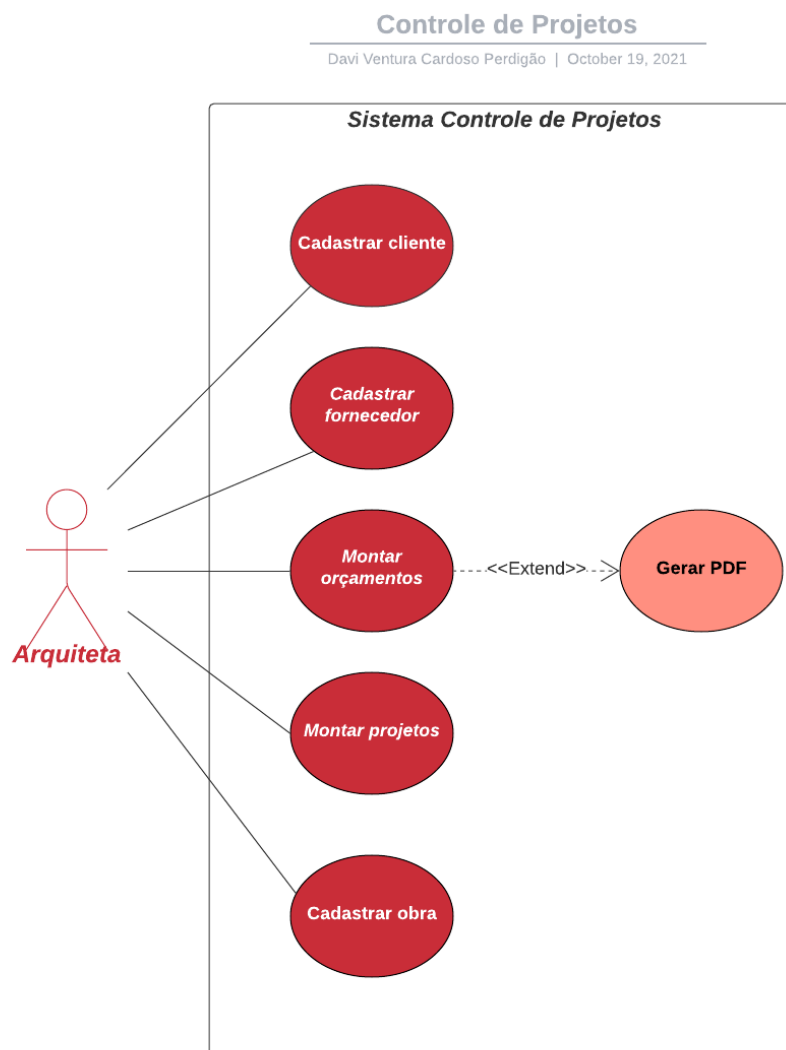 Controle de Projetos
Davi Ventura Cardoso Perdigão | October 19, 2021
Sistema Controle de Projetos
Cadastrar cliente
Cadastrar
fornecedor
Montar
orçamentos
<<Extend>>
Gerar PDF
Arquiteta
Montar projetos
Cadastrar obra